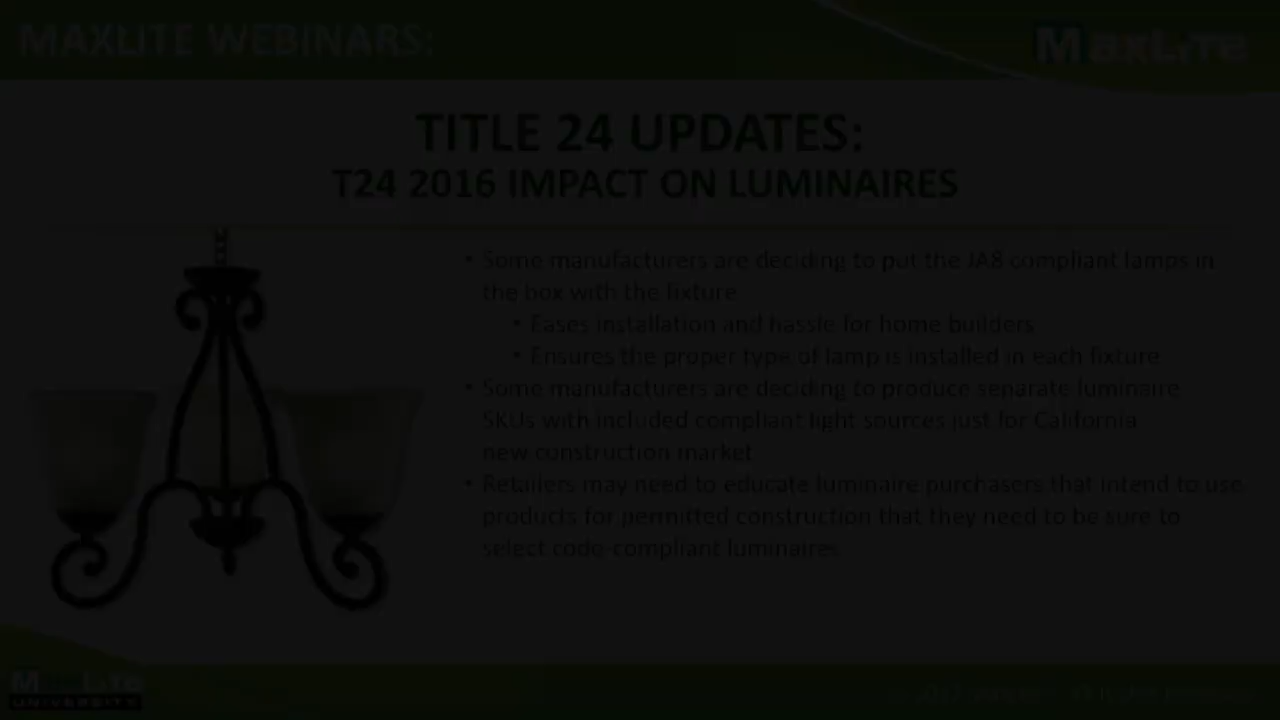 MAXLITE WEBINARS:
MaxLite
TITLE 24 UPDATES:
T24 2016 IMPACT ON LUMINAIRES
• Some manufacturers are deciding to put the JA8 compliant lamps in
the box with the fixture
• Eases installation and hassle for home builders
• Ensures the proper type of lamp is installed in each fixture
• Some manufacturers are deciding to produce separate luminaire
SKUs with included compliant light sources just for California
new construction market
• Retailers may need to educate luminaire purchasers that intend to use
products for permitted construction that they need to be sure to
select code-compliant luminaires
MaxLite
UNIVERSITY